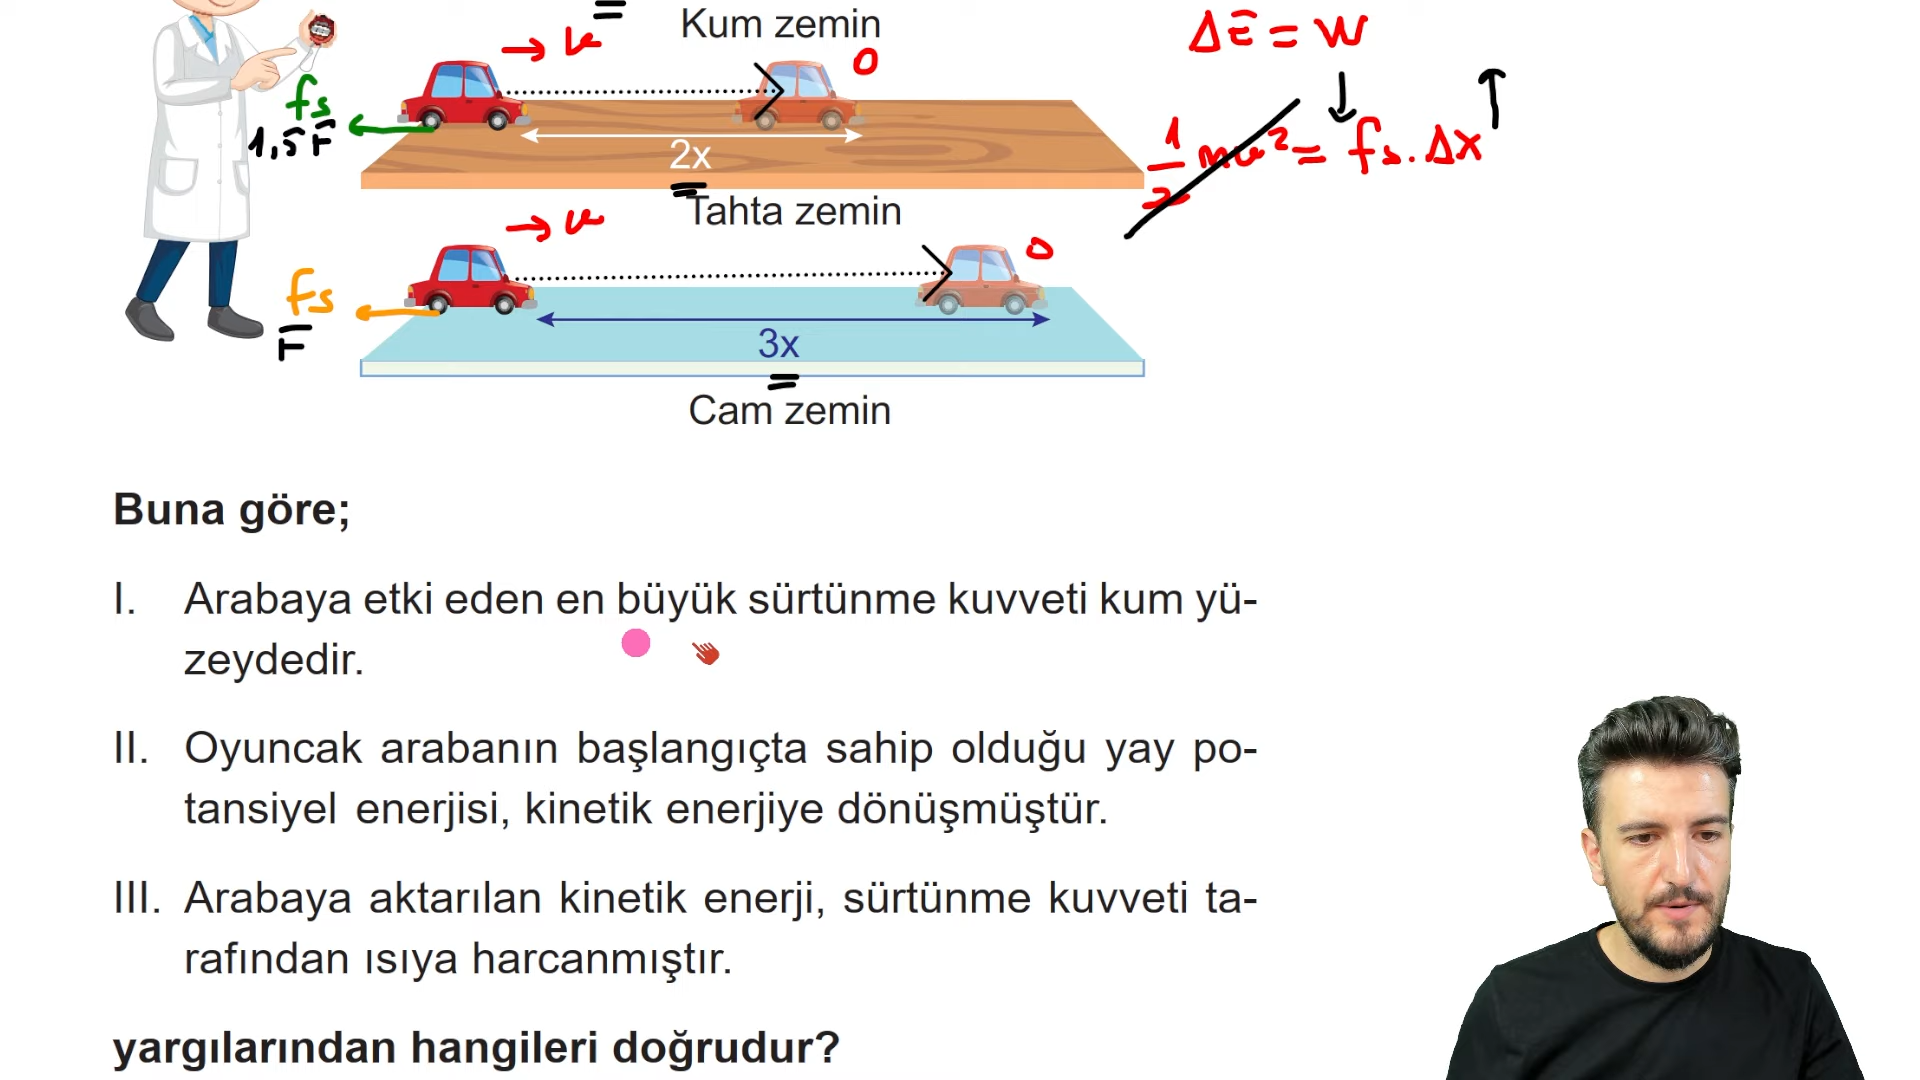 Kum zemin
ΔE = W
→ v
0
fs
1,5F
2x
1/2 mv² = fs . Δx
Tahta zemin
→ v
0
fs
F
3x
Cam zemin
Buna göre;
I. Arabaya etki eden en büyük sürtünme kuvveti kum yü-
zeydedir.
II. Oyuncak arabanın başlangıçta sahip olduğu yay po-
tansiyel enerjisi, kinetik enerjiye dönüşmüştür.
III. Arabaya aktarılan kinetik enerji, sürtünme kuvveti ta-
rafından ısıya harcanmıştır.
yargılarından hangileri doğrudur?